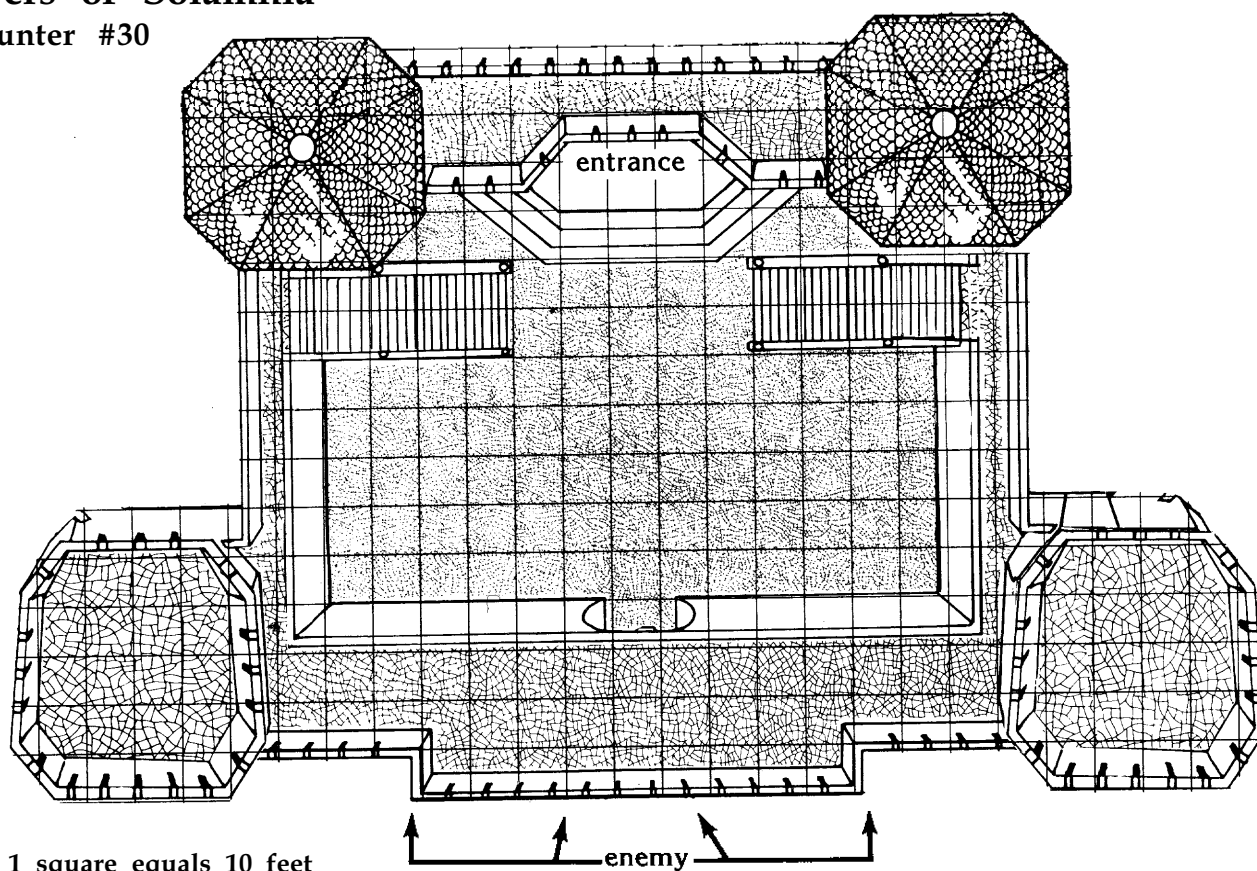 ers of Solamnia
unter #30
entrance
enemy
1 square equals 10 feet